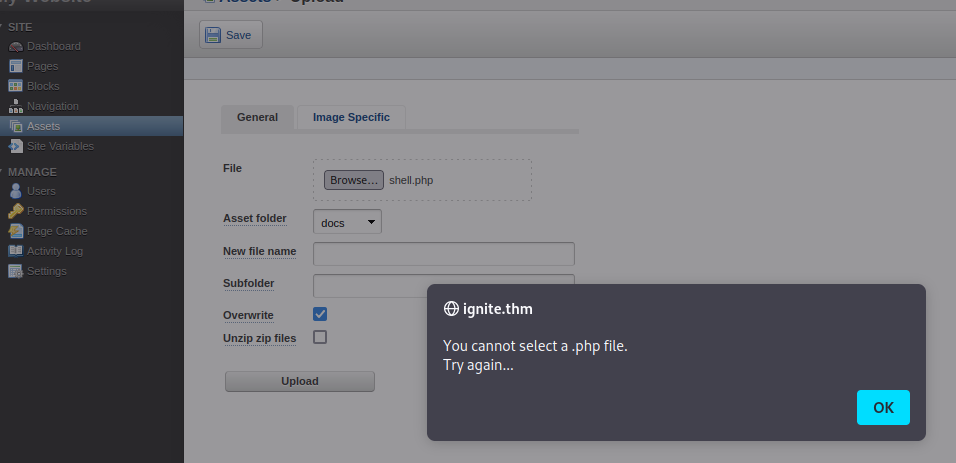 My Website
Assets › Upload
SITE
Save
Dashboard
Pages
Blocks
Navigation
Assets
Site Variables
MANAGE
Users
Permissions
Page Cache
Activity Log
Settings
General
Image Specific
File
Browse...
shell.php
Asset folder
docs
New file name
Subfolder
Overwrite
Unzip zip files
Upload
ignite.thm
You cannot select a .php file.
Try again...
OK